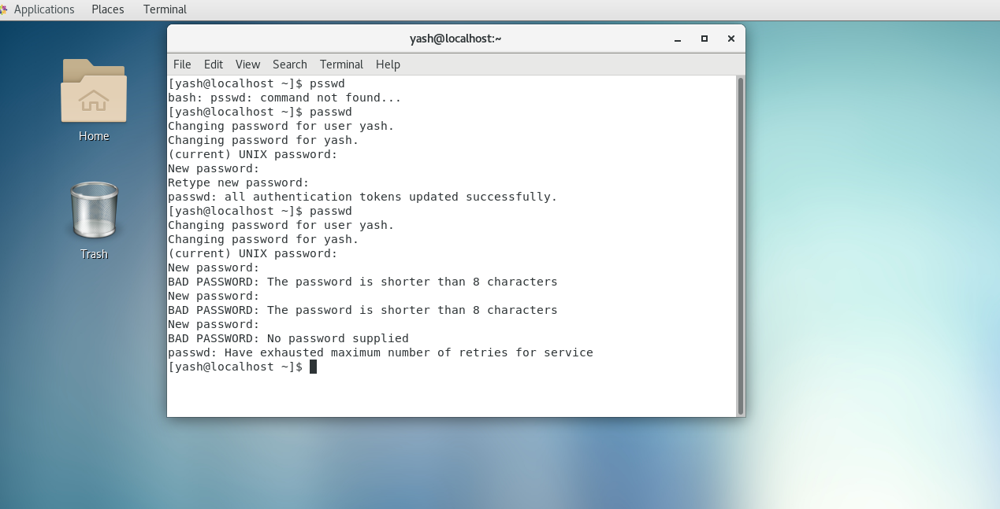 Applications Places Terminal
yash@localhost:~
File Edit View Search Terminal Help
[yash@localhost ~]$ psswd
bash: psswd: command not found...
[yash@localhost ~]$ passwd
Changing password for user yash.
Changing password for yash.
(current) UNIX password:
New password:
Retype new password:
passwd: all authentication tokens updated successfully.
[yash@localhost ~]$ passwd
Changing password for user yash.
Changing password for yash.
(current) UNIX password:
New password:
BAD PASSWORD: The password is shorter than 8 characters
New password:
BAD PASSWORD: The password is shorter than 8 characters
New password:
BAD PASSWORD: No password supplied
passwd: Have exhausted maximum number of retries for service
[yash@localhost ~]$
Home
Trash